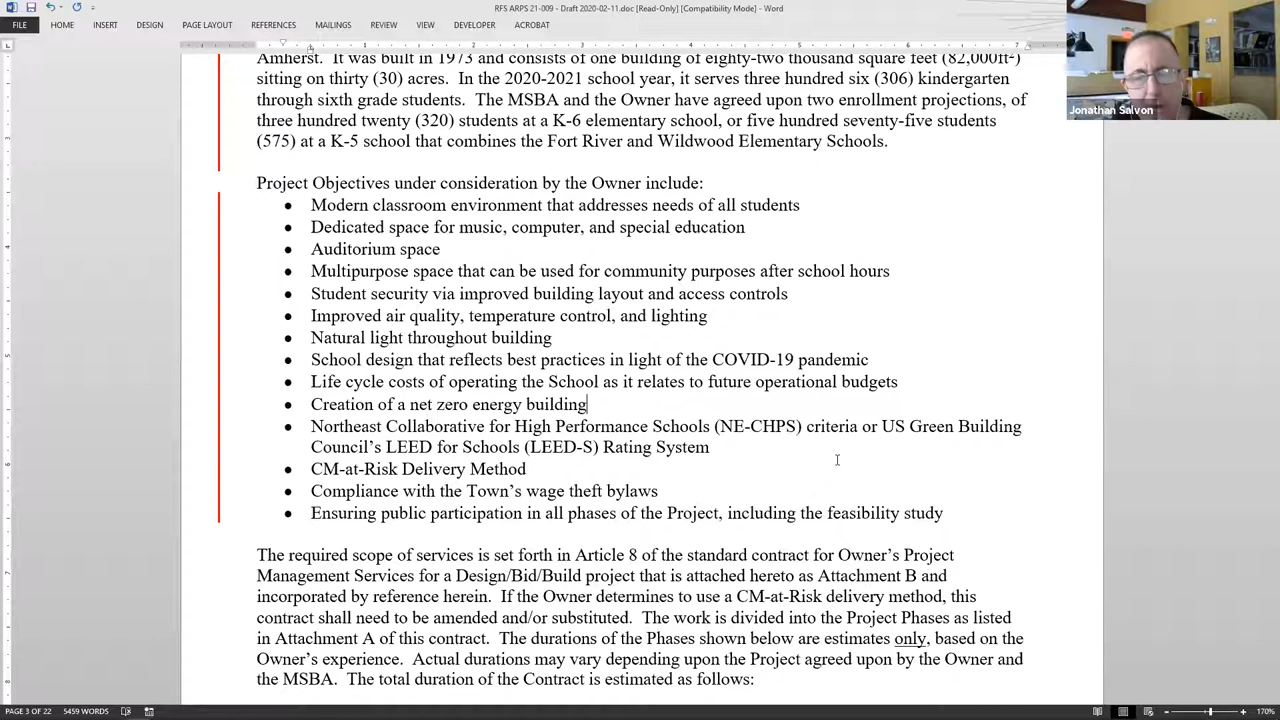 RFS ARPS 21-009 - Draft 2020-02-11.doc [Read-Only] [Compatibility Mode] - Word
FILE HOME INSERT DESIGN PAGE LAYOUT REFERENCES MAILINGS REVIEW VIEW DEVELOPER ACROBAT
Jonathan Salvon
Amherst. It was built in 1973 and consists of one building of eighty-two thousand square feet (82,000ft²)
sitting on thirty (30) acres. In the 2020-2021 school year, it serves three hundred six (306) kindergarten
through sixth grade students. The MSBA and the Owner have agreed upon two enrollment projections, of
three hundred twenty (320) students at a K-6 elementary school, or five hundred seventy-five students
(575) at a K-5 school that combines the Fort River and Wildwood Elementary Schools.
Project Objectives under consideration by the Owner include:
● Modern classroom environment that addresses needs of all students
● Dedicated space for music, computer, and special education
● Auditorium space
● Multipurpose space that can be used for community purposes after school hours
● Student security via improved building layout and access controls
● Improved air quality, temperature control, and lighting
● Natural light throughout building
● School design that reflects best practices in light of the COVID-19 pandemic
● Life cycle costs of operating the School as it relates to future operational budgets
● Creation of a net zero energy building
● Northeast Collaborative for High Performance Schools (NE-CHPS) criteria or US Green Building
Council's LEED for Schools (LEED-S) Rating System
● CM-at-Risk Delivery Method
● Compliance with the Town's wage theft bylaws
● Ensuring public participation in all phases of the Project, including the feasibility study
The required scope of services is set forth in Article 8 of the standard contract for Owner's Project
Management Services for a Design/Bid/Build project that is attached hereto as Attachment B and
incorporated by reference herein. If the Owner determines to use a CM-at-Risk delivery method, this
contract shall need to be amended and/or substituted. The work is divided into the Project Phases as listed
in Attachment A of this contract. The durations of the Phases shown below are estimates only, based on the
Owner's experience. Actual durations may vary depending upon the Project agreed upon by the Owner and
the MSBA. The total duration of the Contract is estimated as follows:
PAGE 3 OF 22 5459 WORDS 170%